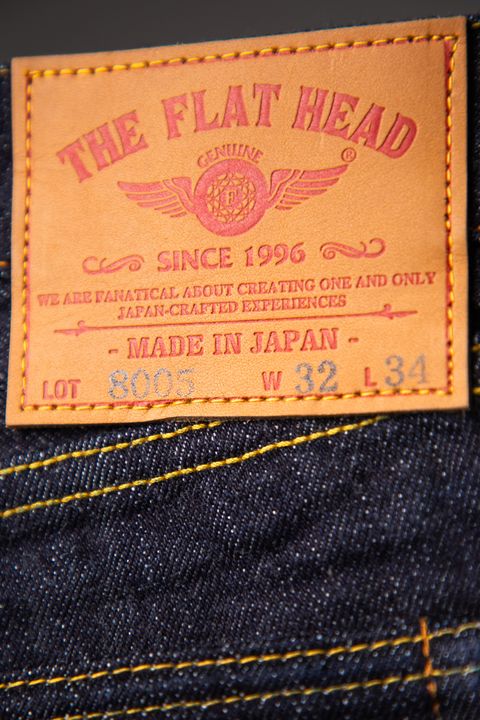 THE FLAT HEAD
GENUINE
®
F
SINCE 1996
WE ARE FANATICAL ABOUT CREATING ONE AND ONLY
JAPAN-CRAFTED EXPERIENCES
- MADE IN JAPAN -
LOT 8005 W 32 L 34